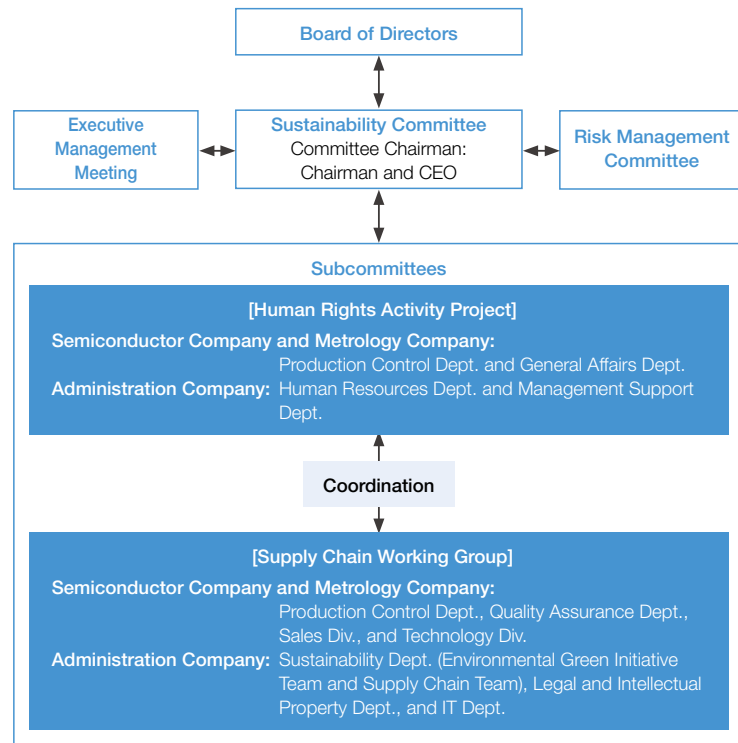 Board of Directors
Executive
Management
Meeting
Sustainability Committee
Committee Chairman:
Chairman and CEO
Risk Management
Committee
Subcommittees
[Human Rights Activity Project]
Semiconductor Company and Metrology Company:
Production Control Dept. and General Affairs Dept.
Administration Company: Human Resources Dept. and Management Support
Dept.
Coordination
[Supply Chain Working Group]
Semiconductor Company and Metrology Company:
Production Control Dept., Quality Assurance Dept.,
Sales Div., and Technology Div.
Administration Company: Sustainability Dept. (Environmental Green Initiative
Team and Supply Chain Team), Legal and Intellectual
Property Dept., and IT Dept.